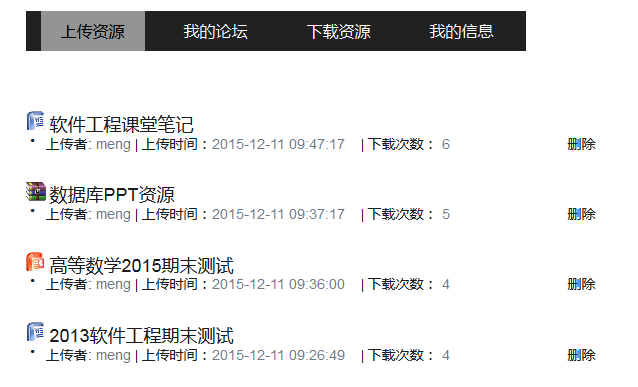 上传资源 我的论坛 下载资源 我的信息
软件工程课堂笔记
• 上传者: meng | 上传时间：2015-12-11 09:47:17 | 下载次数： 6 删除
数据库PPT资源
• 上传者: meng | 上传时间：2015-12-11 09:37:17 | 下载次数： 5 删除
高等数学2015期末测试
• 上传者: meng | 上传时间：2015-12-11 09:36:00 | 下载次数： 4 删除
2013软件工程期末测试
• 上传者: meng | 上传时间：2015-12-11 09:26:49 | 下载次数： 4 删除